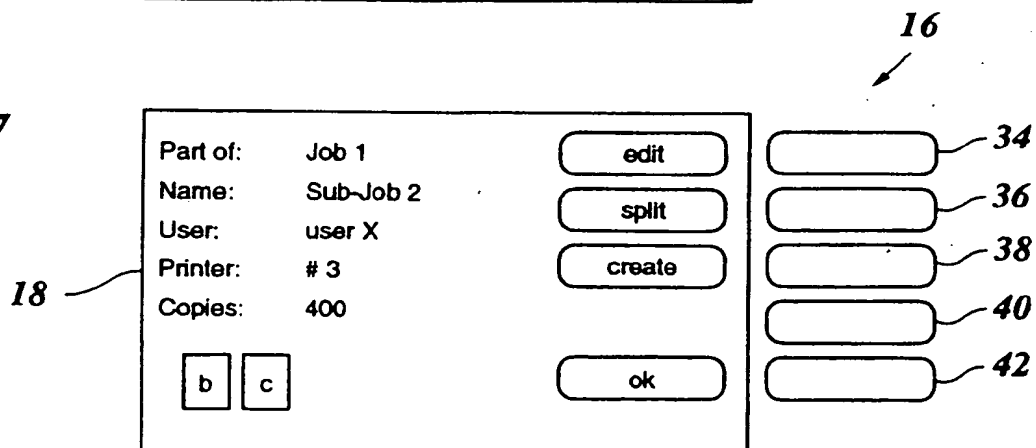 16
7
Part of: Job 1 edit 34
Name: Sub-Job 2 split 36
User: user X
Printer: # 3 create 38
18
Copies: 400 40
b c ok 42